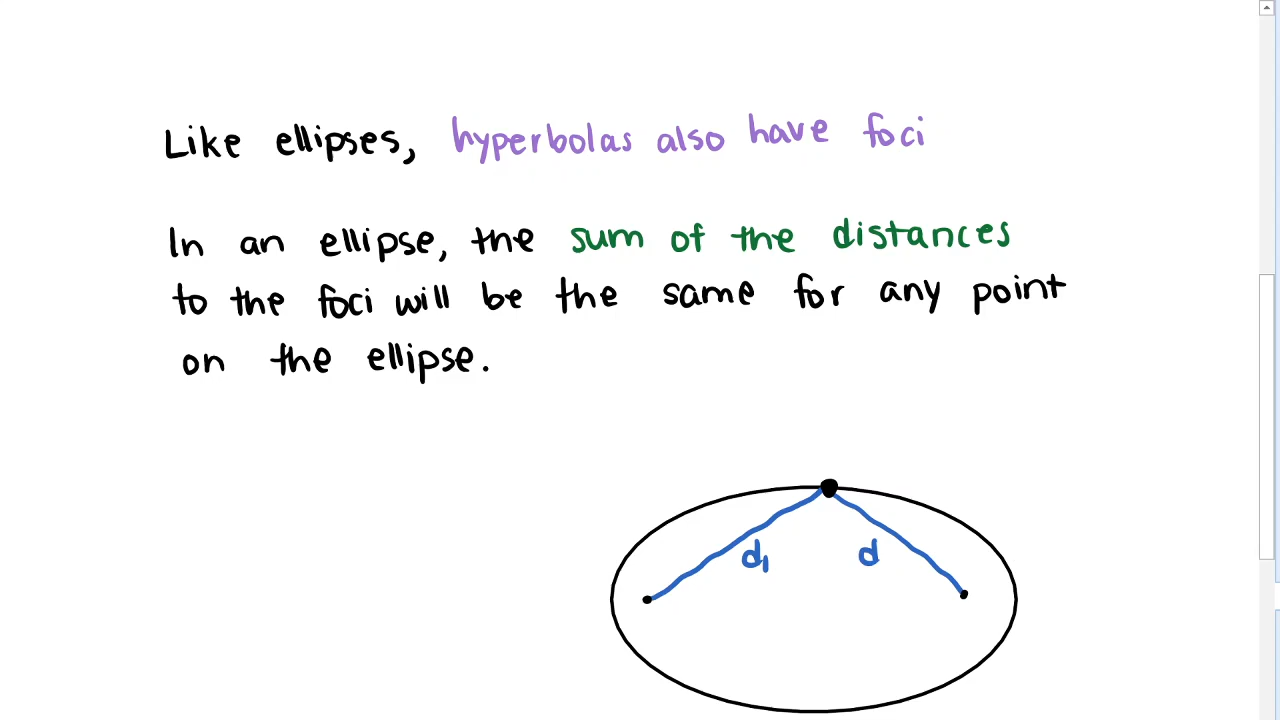 Like ellipses, hyperbolas also have foci
In an ellipse, the sum of the distances
to the foci will be the same for any point
on the ellipse.
d₁ d